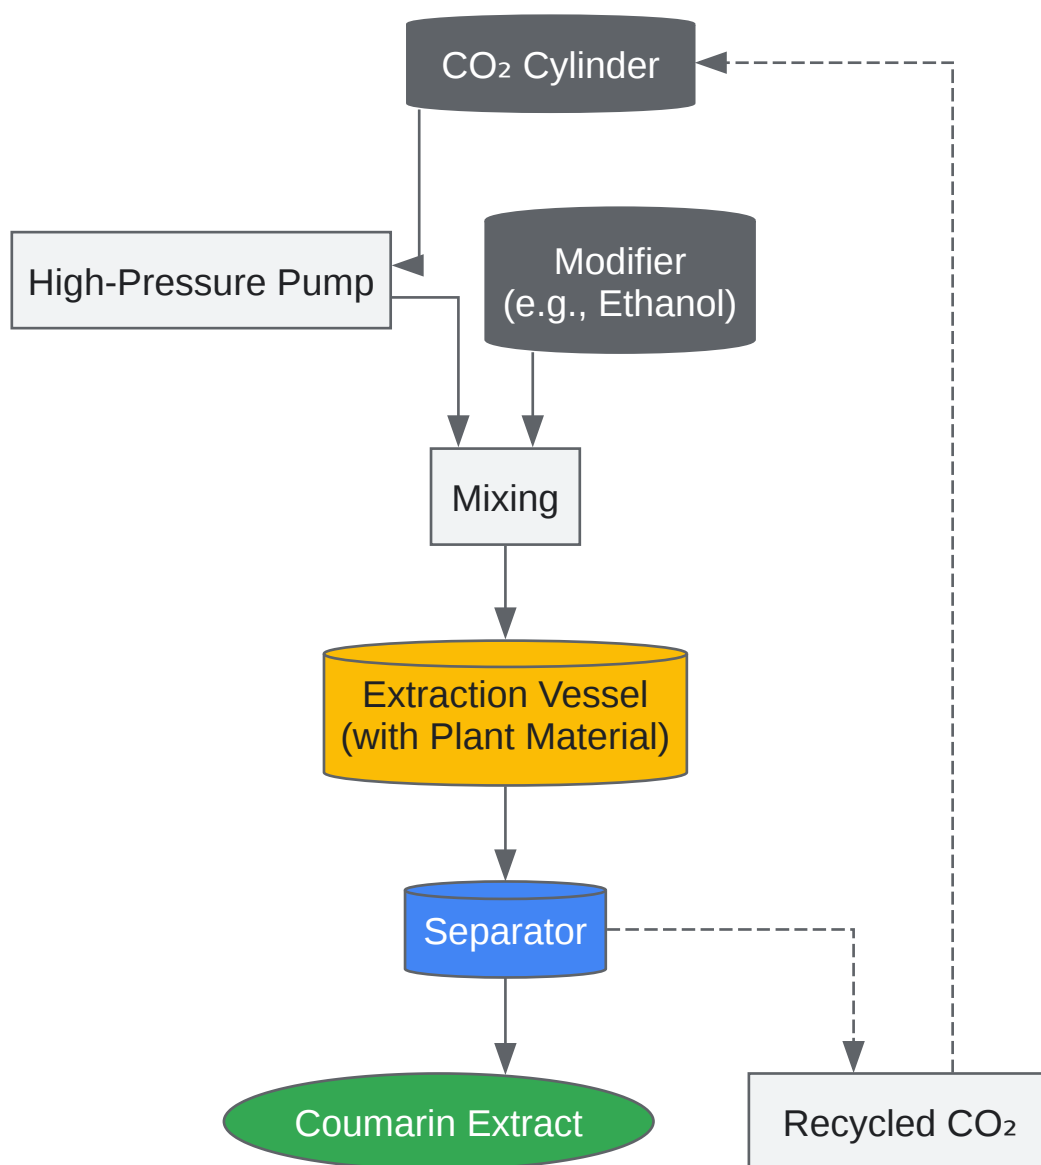 CO₂ Cylinder
High-Pressure Pump
Modifier
(e.g., Ethanol)
Mixing
Extraction Vessel
(with Plant Material)
Separator
Coumarin Extract
Recycled CO₂